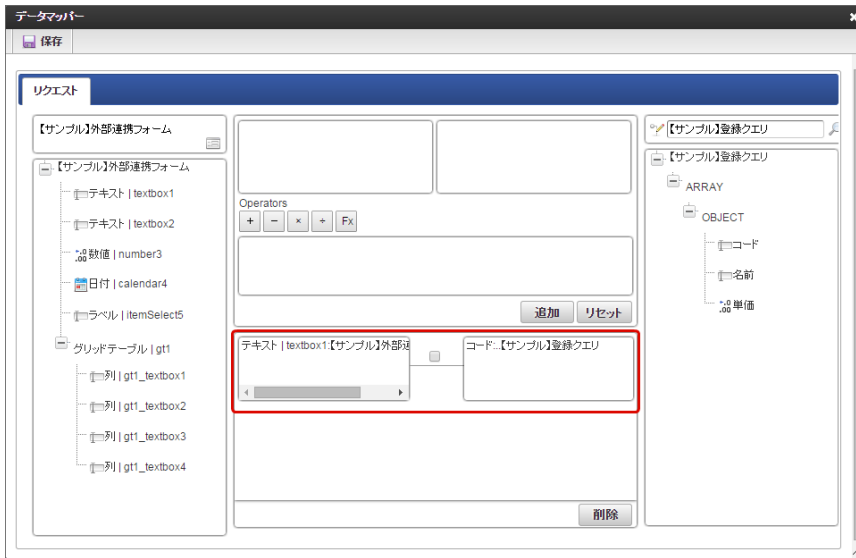 データマッパー
保存
リクエスト
【サンプル】外部連携フォーム
【サンプル】外部連携フォーム
テキスト | textbox1
テキスト | textbox2
数値 | number3
日付 | calendar4
ラベル | itemSelect5
グリッドテーブル | gt1
列 | gt1_textbox1
列 | gt1_textbox2
列 | gt1_textbox3
列 | gt1_textbox4
Operators
+ − × ÷ Fx
追加 リセット
テキスト | textbox1:【サンプル】外部連
コード:..【サンプル】登録クエリ
削除
【サンプル】登録クエリ
【サンプル】登録クエリ
ARRAY
OBJECT
コード
名前
単価